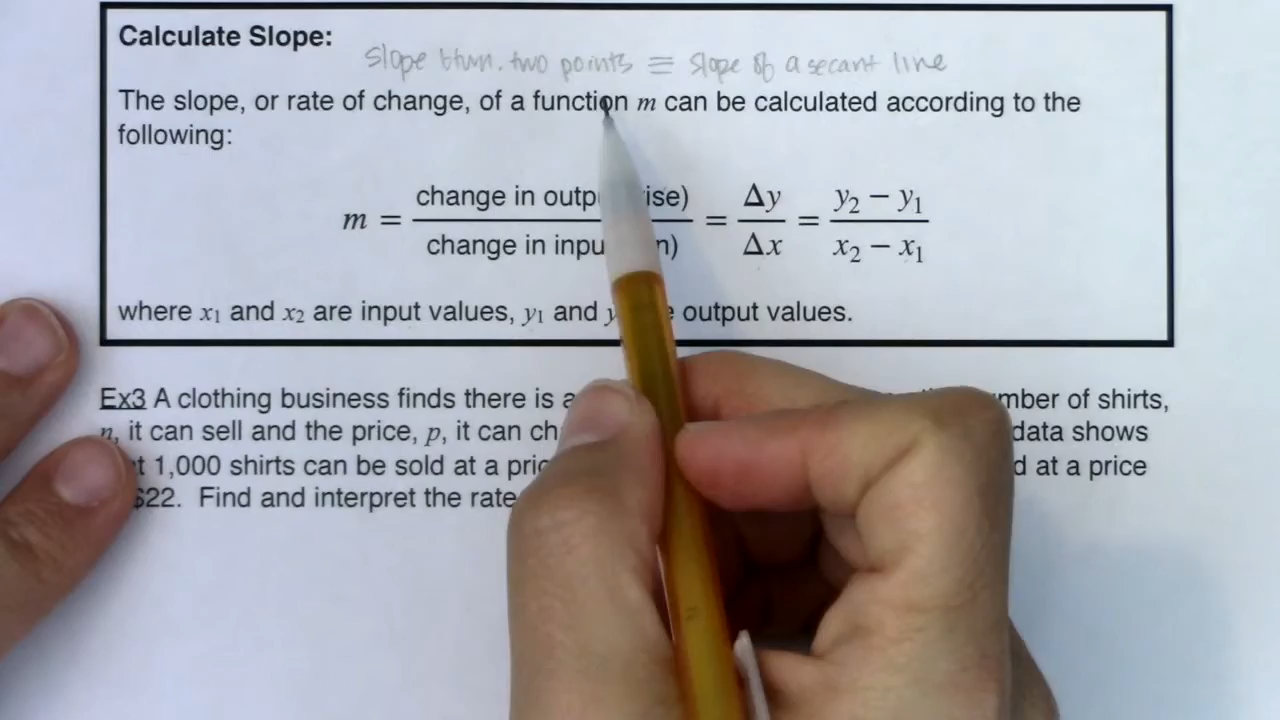 Calculate Slope:
slope btwn. two points ≡ slope of a secant line
The slope, or rate of change, of a function m can be calculated according to the
following:
m = change in outp ise) / change in inpu n) = Δy / Δx = y₂ − y₁ / x₂ − x₁
where x₁ and x₂ are input values, y₁ and y output values.
Ex3 A clothing business finds there is a mber of shirts,
n, it can sell and the price, p, it can ch data shows
t 1,000 shirts can be sold at a pric d at a price
$22. Find and interpret the rate